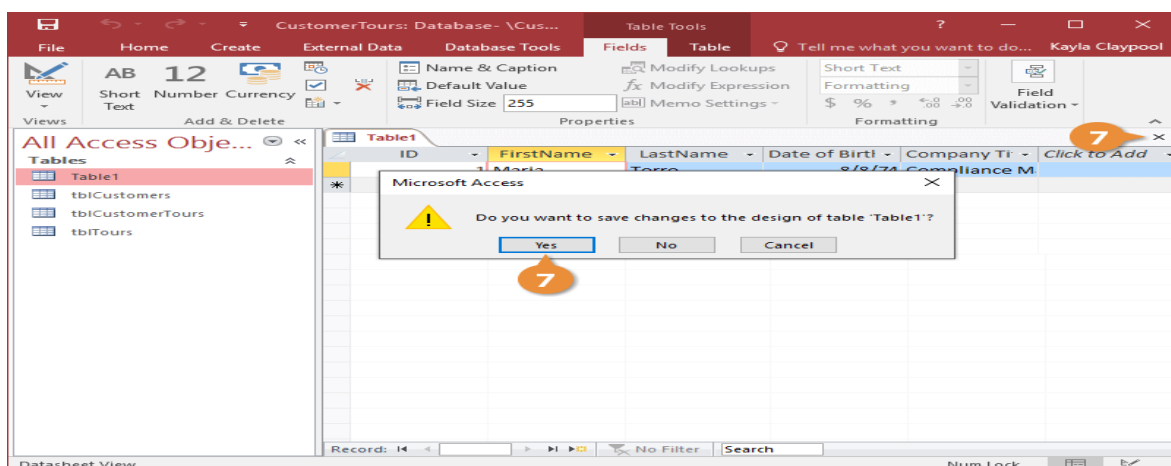 CustomerTours: Database- \Cus... Table Tools ?
File Home Create External Data Database Tools Fields Table Tell me what you want to do... Kayla Claypool
View
Views
AB
Short Text
12
Number
Currency
Add & Delete
Name & Caption
Default Value
Field Size 255
Modify Lookups
fx Modify Expression
ab| Memo Settings
Properties
Short Text
Formatting
$ % , .00 .00
Formatting
Field Validation
All Access Obje... «
Tables
Table1
tblCustomers
tblCustomerTours
tblTours
Table1
7
ID FirstName LastName Date of Birtl Company Ti Click to Add
1 Maria Torro 8/8/74 Compliance M
Microsoft Access
Do you want to save changes to the design of table 'Table1'?
Yes No Cancel
7
Record: No Filter Search
Datasheet View Num Lock